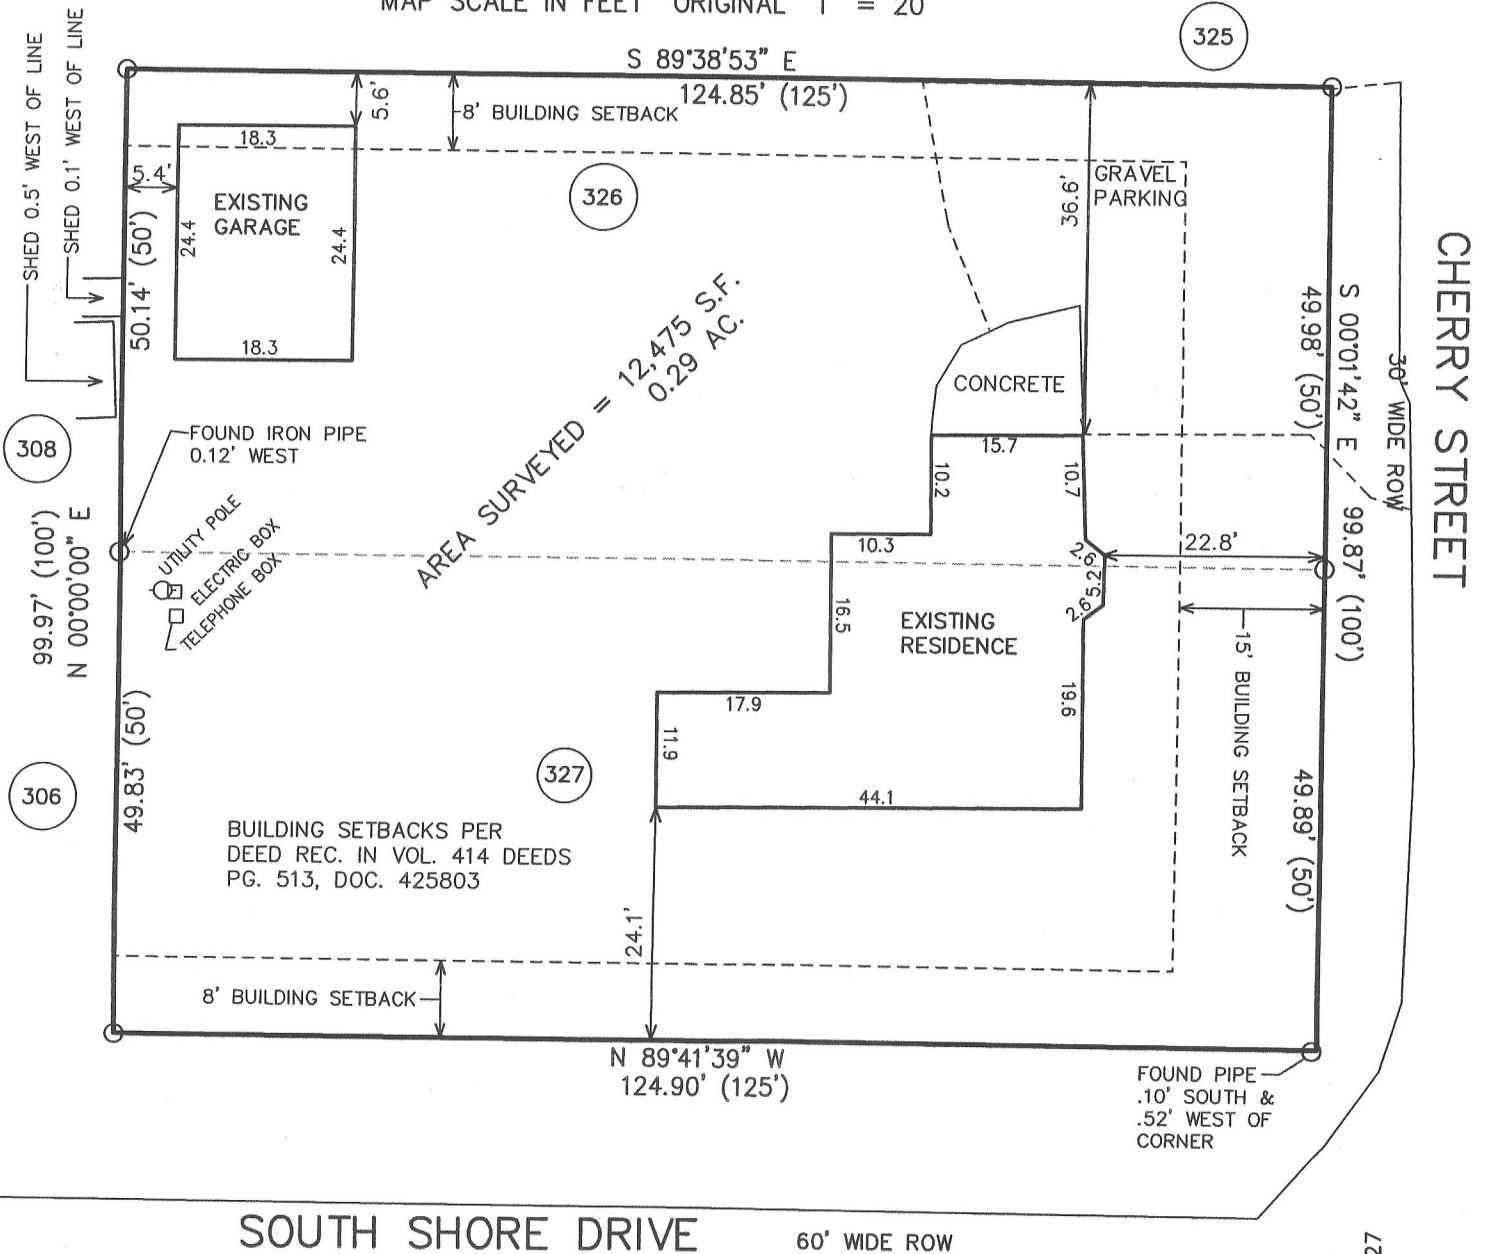 MAP SCALE IN FEET ORIGINAL 1" = 20'
325
S 89°38'53" E
124.85' (125')
SHED 0.5' WEST OF LINE
SHED 0.1' WEST OF LINE
5.6'
8' BUILDING SETBACK
18.3
5.4'
EXISTING
GARAGE
24.4
24.4
18.3
50.14' (50')
326
36.6'
GRAVEL
PARKING
CHERRY STREET
49.98' (50')
S 00°01'42" E
99.87' (100')
30' WIDE ROW
AREA SURVEYED = 12,475 S.F.
0.29 AC.
CONCRETE
308
FOUND IRON PIPE
0.12' WEST
15.7
10.2
10.7
99.97' (100')
N 00°00'00" E
UTILITY POLE
ELECTRIC BOX
TELEPHONE BOX
10.3
2.6
5.2
2.6
22.8'
16.5
EXISTING
RESIDENCE
15' BUILDING SETBACK
17.9
19.6
11.9
49.83' (50')
327
306
44.1
49.89' (50')
BUILDING SETBACKS PER
DEED REC. IN VOL. 414 DEEDS
PG. 513, DOC. 425803
24.1'
8' BUILDING SETBACK
N 89°41'39" W
124.90' (125')
FOUND PIPE
.10' SOUTH &
.52' WEST OF
CORNER
SOUTH SHORE DRIVE
60' WIDE ROW
27